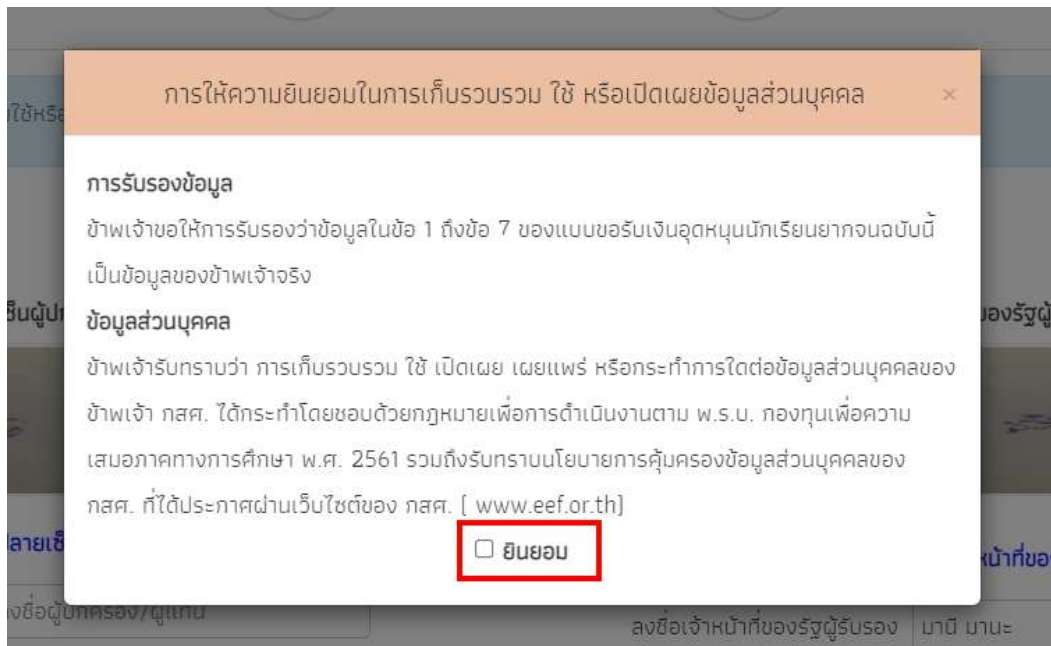 การให้ความยินยอมในการเก็บรวบรวม ใช้ หรือเปิดเผยข้อมูลส่วนบุคคล ×
การรับรองข้อมูล
ข้าพเจ้าขอให้การรับรองว่าข้อมูลในข้อ 1 ถึงข้อ 7 ของแบบขอรับเงินอุดหนุนนักเรียนยากจนฉบับนี้
เป็นข้อมูลของข้าพเจ้าจริง
ข้อมูลส่วนบุคคล
ข้าพเจ้ารับทราบว่า การเก็บรวบรวม ใช้ เปิดเผย เผยแพร่ หรือกระทำการใดต่อข้อมูลส่วนบุคคลของ
ข้าพเจ้า กสศ. ได้กระทำโดยชอบด้วยกฎหมายเพื่อการดำเนินงานตาม พ.ร.บ. กองทุนเพื่อความ
เสมอภาคทางการศึกษา พ.ศ. 2561 รวมถึงรับทราบนโยบายการคุ้มครองข้อมูลส่วนบุคคลของ
กสศ. ที่ได้ประกาศผ่านเว็บไซต์ของ กสศ. ( www.eef.or.th)
ยินยอม
ลงชื่อเจ้าหน้าที่ของรัฐผู้รับรอง มานี มานะ